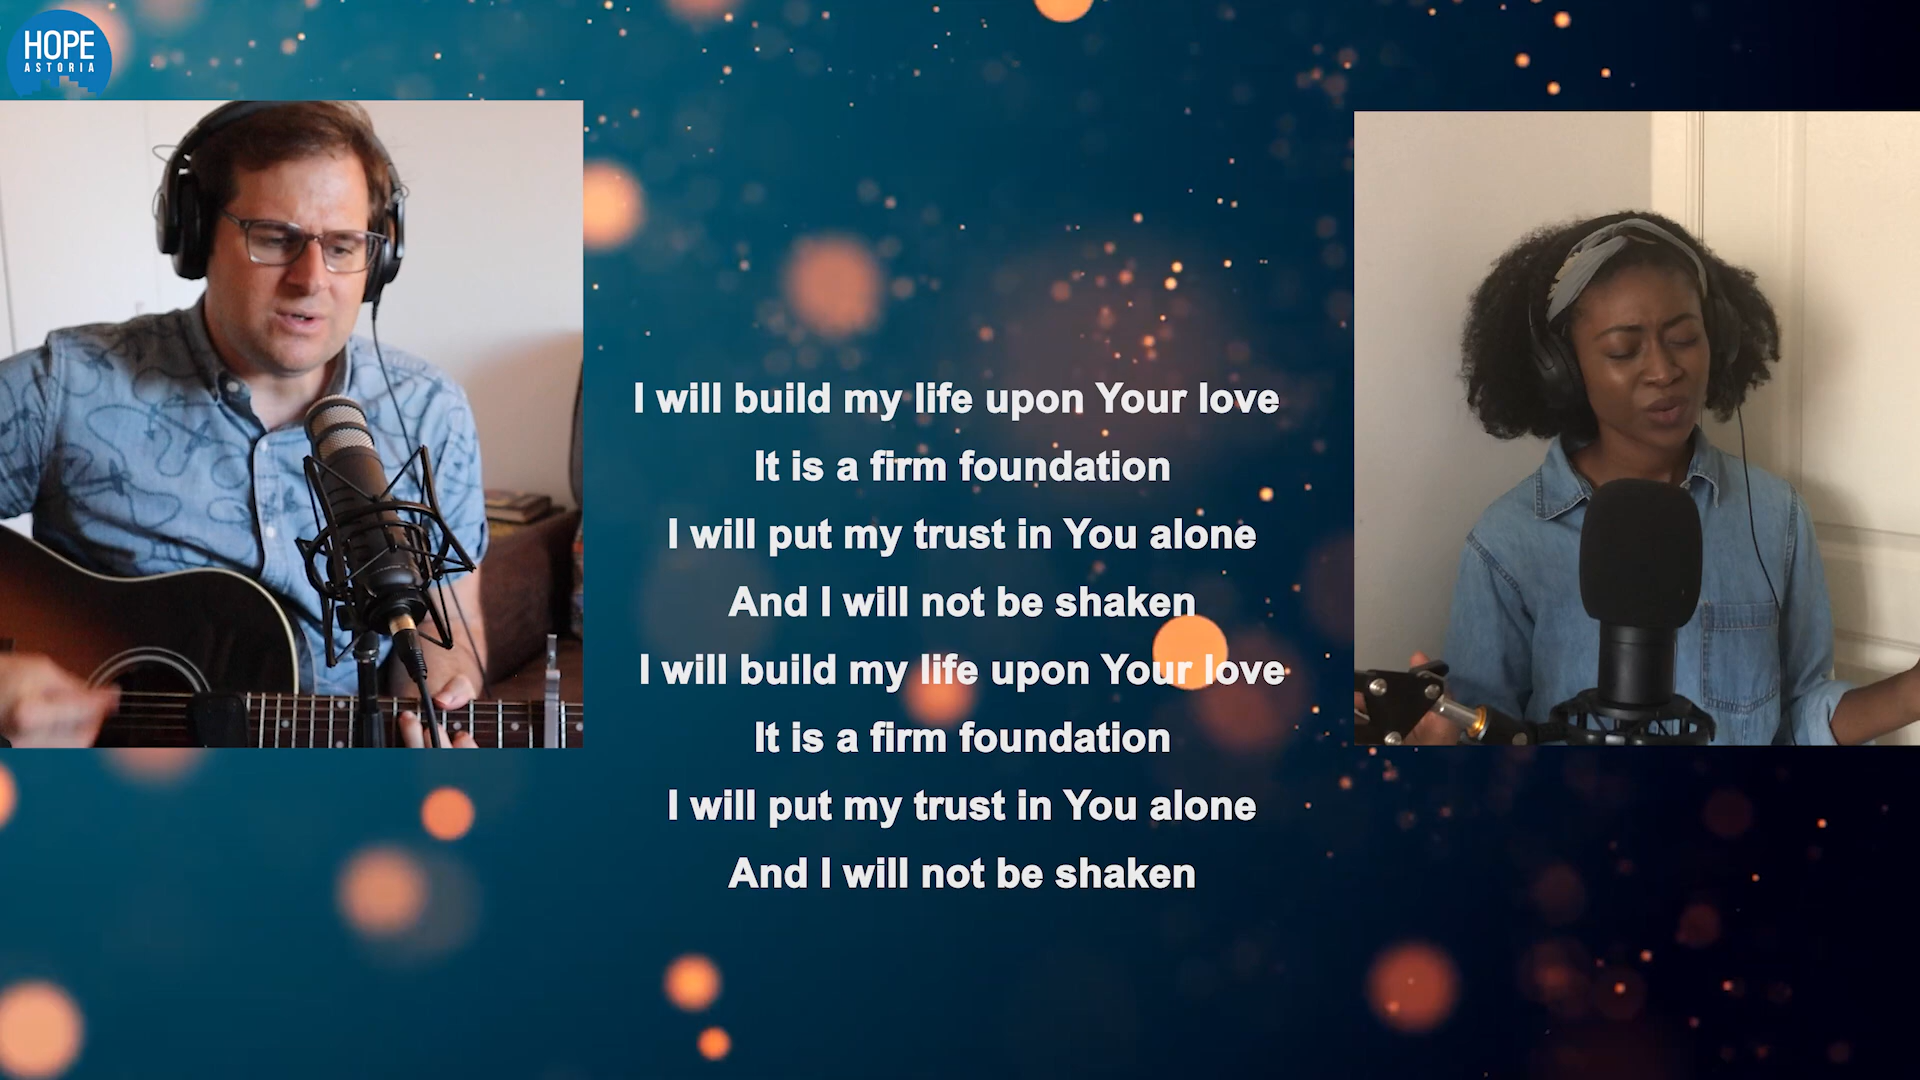 HOPE
ASTORIA
I will build my life upon Your love
It is a firm foundation
I will put my trust in You alone
And I will not be shaken
I will build my life upon Your love
It is a firm foundation
I will put my trust in You alone
And I will not be shaken